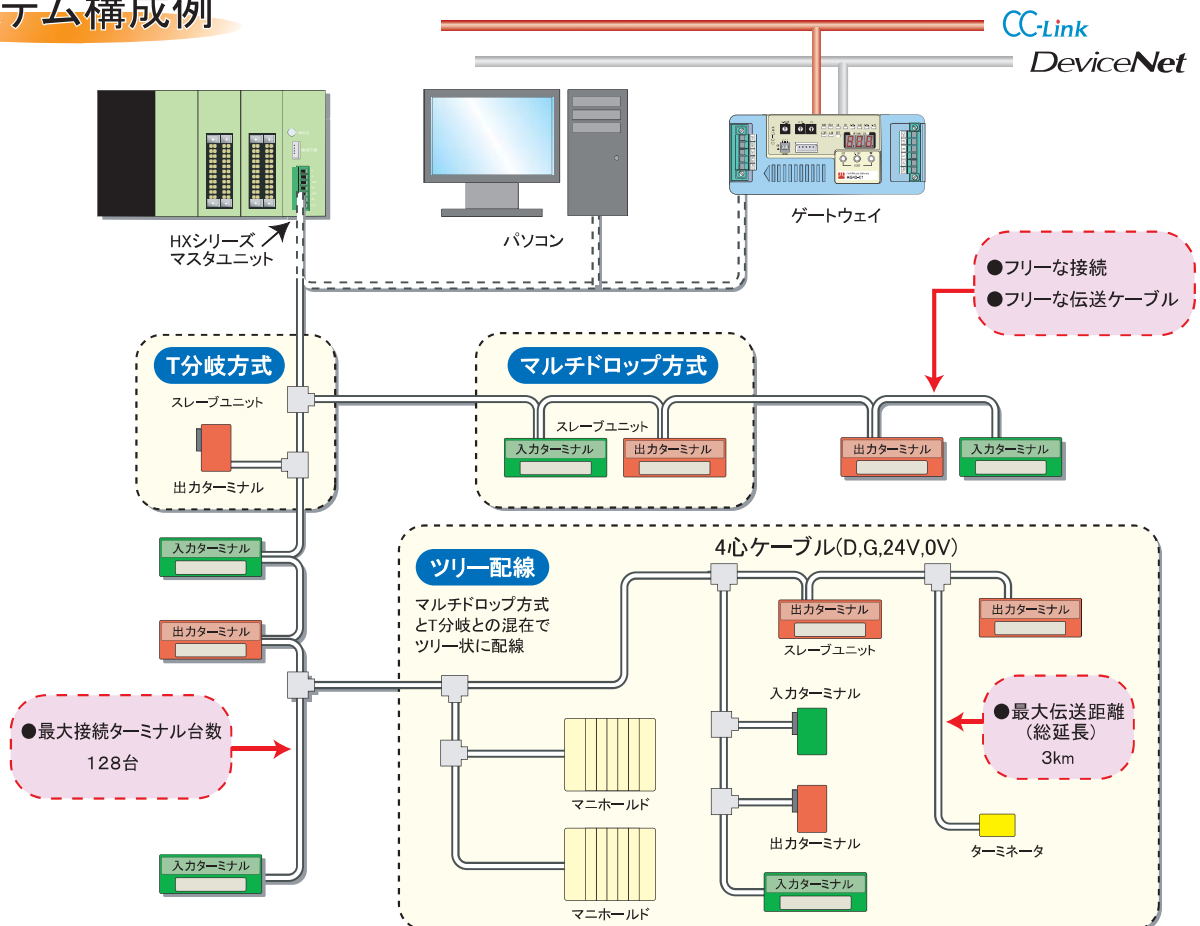 テム構成例
CC-Link
DeviceNet
HXシリーズ
マスタユニット
パソコン
ゲートウェイ
●フリーな接続
●フリーな伝送ケーブル
T分岐方式
スレーブユニット
出力ターミナル
マルチドロップ方式
スレーブユニット
入力ターミナル
出力ターミナル
出力ターミナル
入力ターミナル
入力ターミナル
出力ターミナル
●最大接続ターミナル台数
128台
入力ターミナル
ツリー配線
マルチドロップ方式
とT分岐との混在で
ツリー状に配線
4心ケーブル(D,G,24V,0V)
出力ターミナル
スレーブユニット
出力ターミナル
入力ターミナル
出力ターミナル
入力ターミナル
マニホールド
マニホールド
●最大伝送距離
(総延長)
3km
ターミネータ